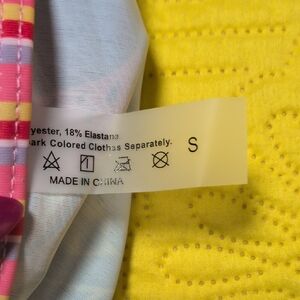 yester, 18% Elastane
ark Colored Clothes Separately.
S
MADE IN CHINA